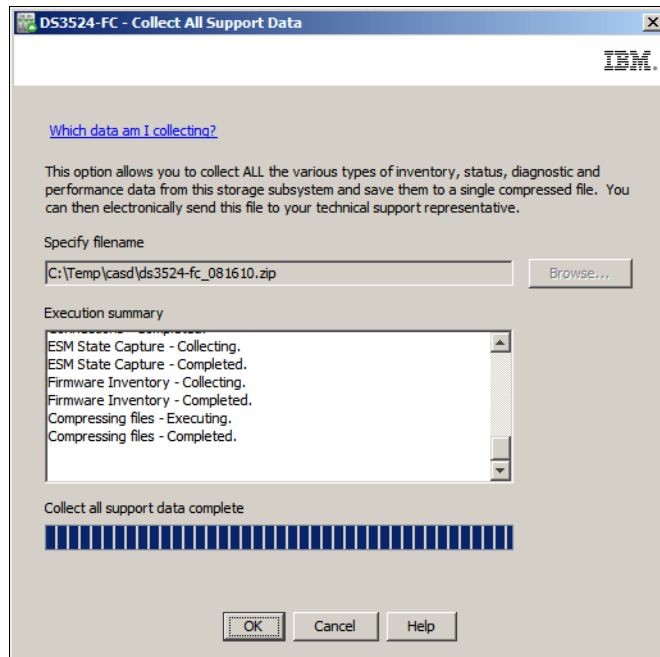 DS3524-FC - Collect All Support Data
IBM.
Which data am I collecting?
This option allows you to collect ALL the various types of inventory, status, diagnostic and
performance data from this storage subsystem and save them to a single compressed file. You
can then electronically send this file to your technical support representative.
Specify filename
C:\Temp\casd\ds3524-fc_081610.zip
Browse...
Execution summary
ESM State Capture - Collecting.
ESM State Capture - Completed.
Firmware Inventory - Collecting.
Firmware Inventory - Completed.
Compressing files - Executing.
Compressing files - Completed.
Collect all support data complete
OK
Cancel
Help